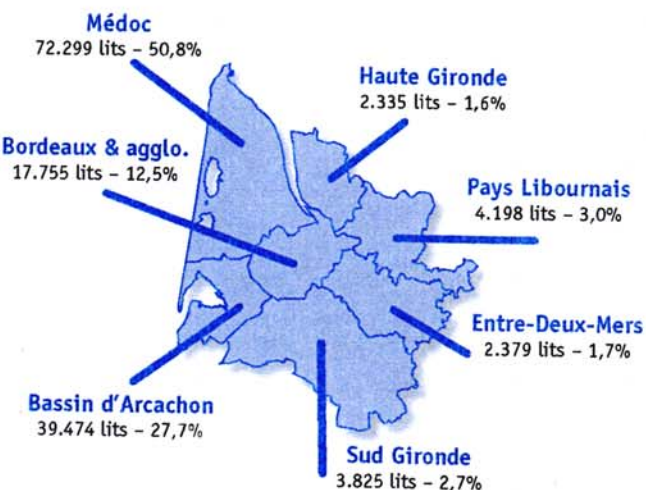 Médoc
72.299 lits – 50,8%
Haute Gironde
2.335 lits – 1,6%
Bordeaux & agglo.
17.755 lits – 12,5%
Pays Libournais
4.198 lits – 3,0%
Entre-Deux-Mers
2.379 lits – 1,7%
Bassin d'Arcachon
39.474 lits – 27,7%
Sud Gironde
3.825 lits – 2,7%